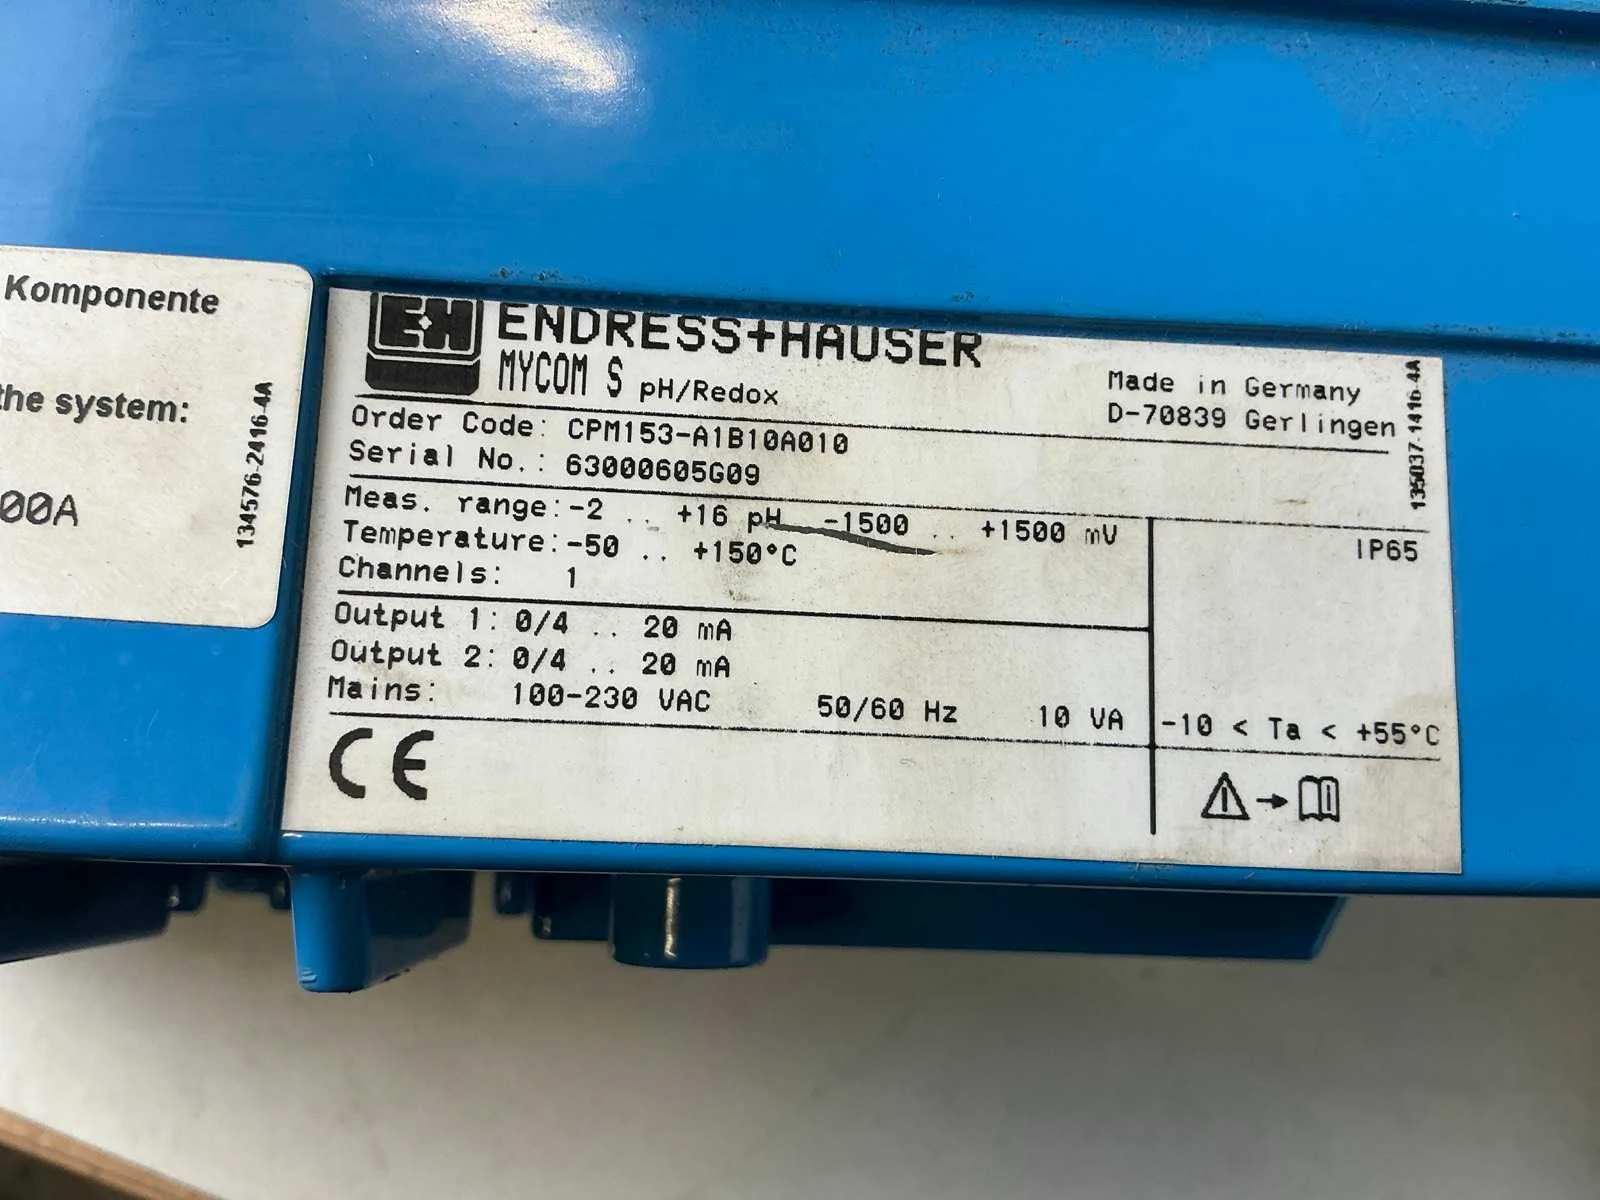 Komponente
the system:
00A
134576-2416-4A
E+H ENDRESS+HAUSER
MYCOM S pH/Redox
Made in Germany
D-70839 Gerlingen
135037-1416-4A
Order Code: CPM153-A1B10A010
Serial No.: 63000605G09
Meas. range: -2 .. +16 pH -1500 .. +1500 mV
Temperature: -50 .. +150°C
Channels: 1
IP65
Output 1: 0/4 .. 20 mA
Output 2: 0/4 .. 20 mA
Mains: 100-230 VAC 50/60 Hz 10 VA
-10 < Ta < +55°C
CE